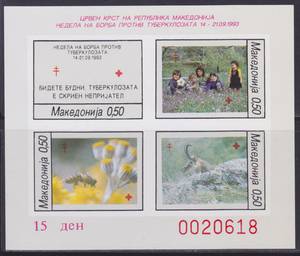 ЦРВЕН КРСТ НА РЕПУБЛИКА МАКЕДОНИЈА
НЕДЕЛА НА БОРБА ПРОТИВ ТУБЕРКУЛОЗАТА 14 - 21.09.1993
НЕДЕЛА НА БОРБА ПРОТИВ
ТУБЕРКУЛОЗАТА
14-21.09.1993
БИДЕТЕ БУДНИ ТУБЕРКУЛОЗАТА
Е СКРИЕН НЕПРИЈАТЕЛ
Македонија 0,50
Македонија 0,50
Македонија 0,50
Македонија 0,50
15 ден
0020618